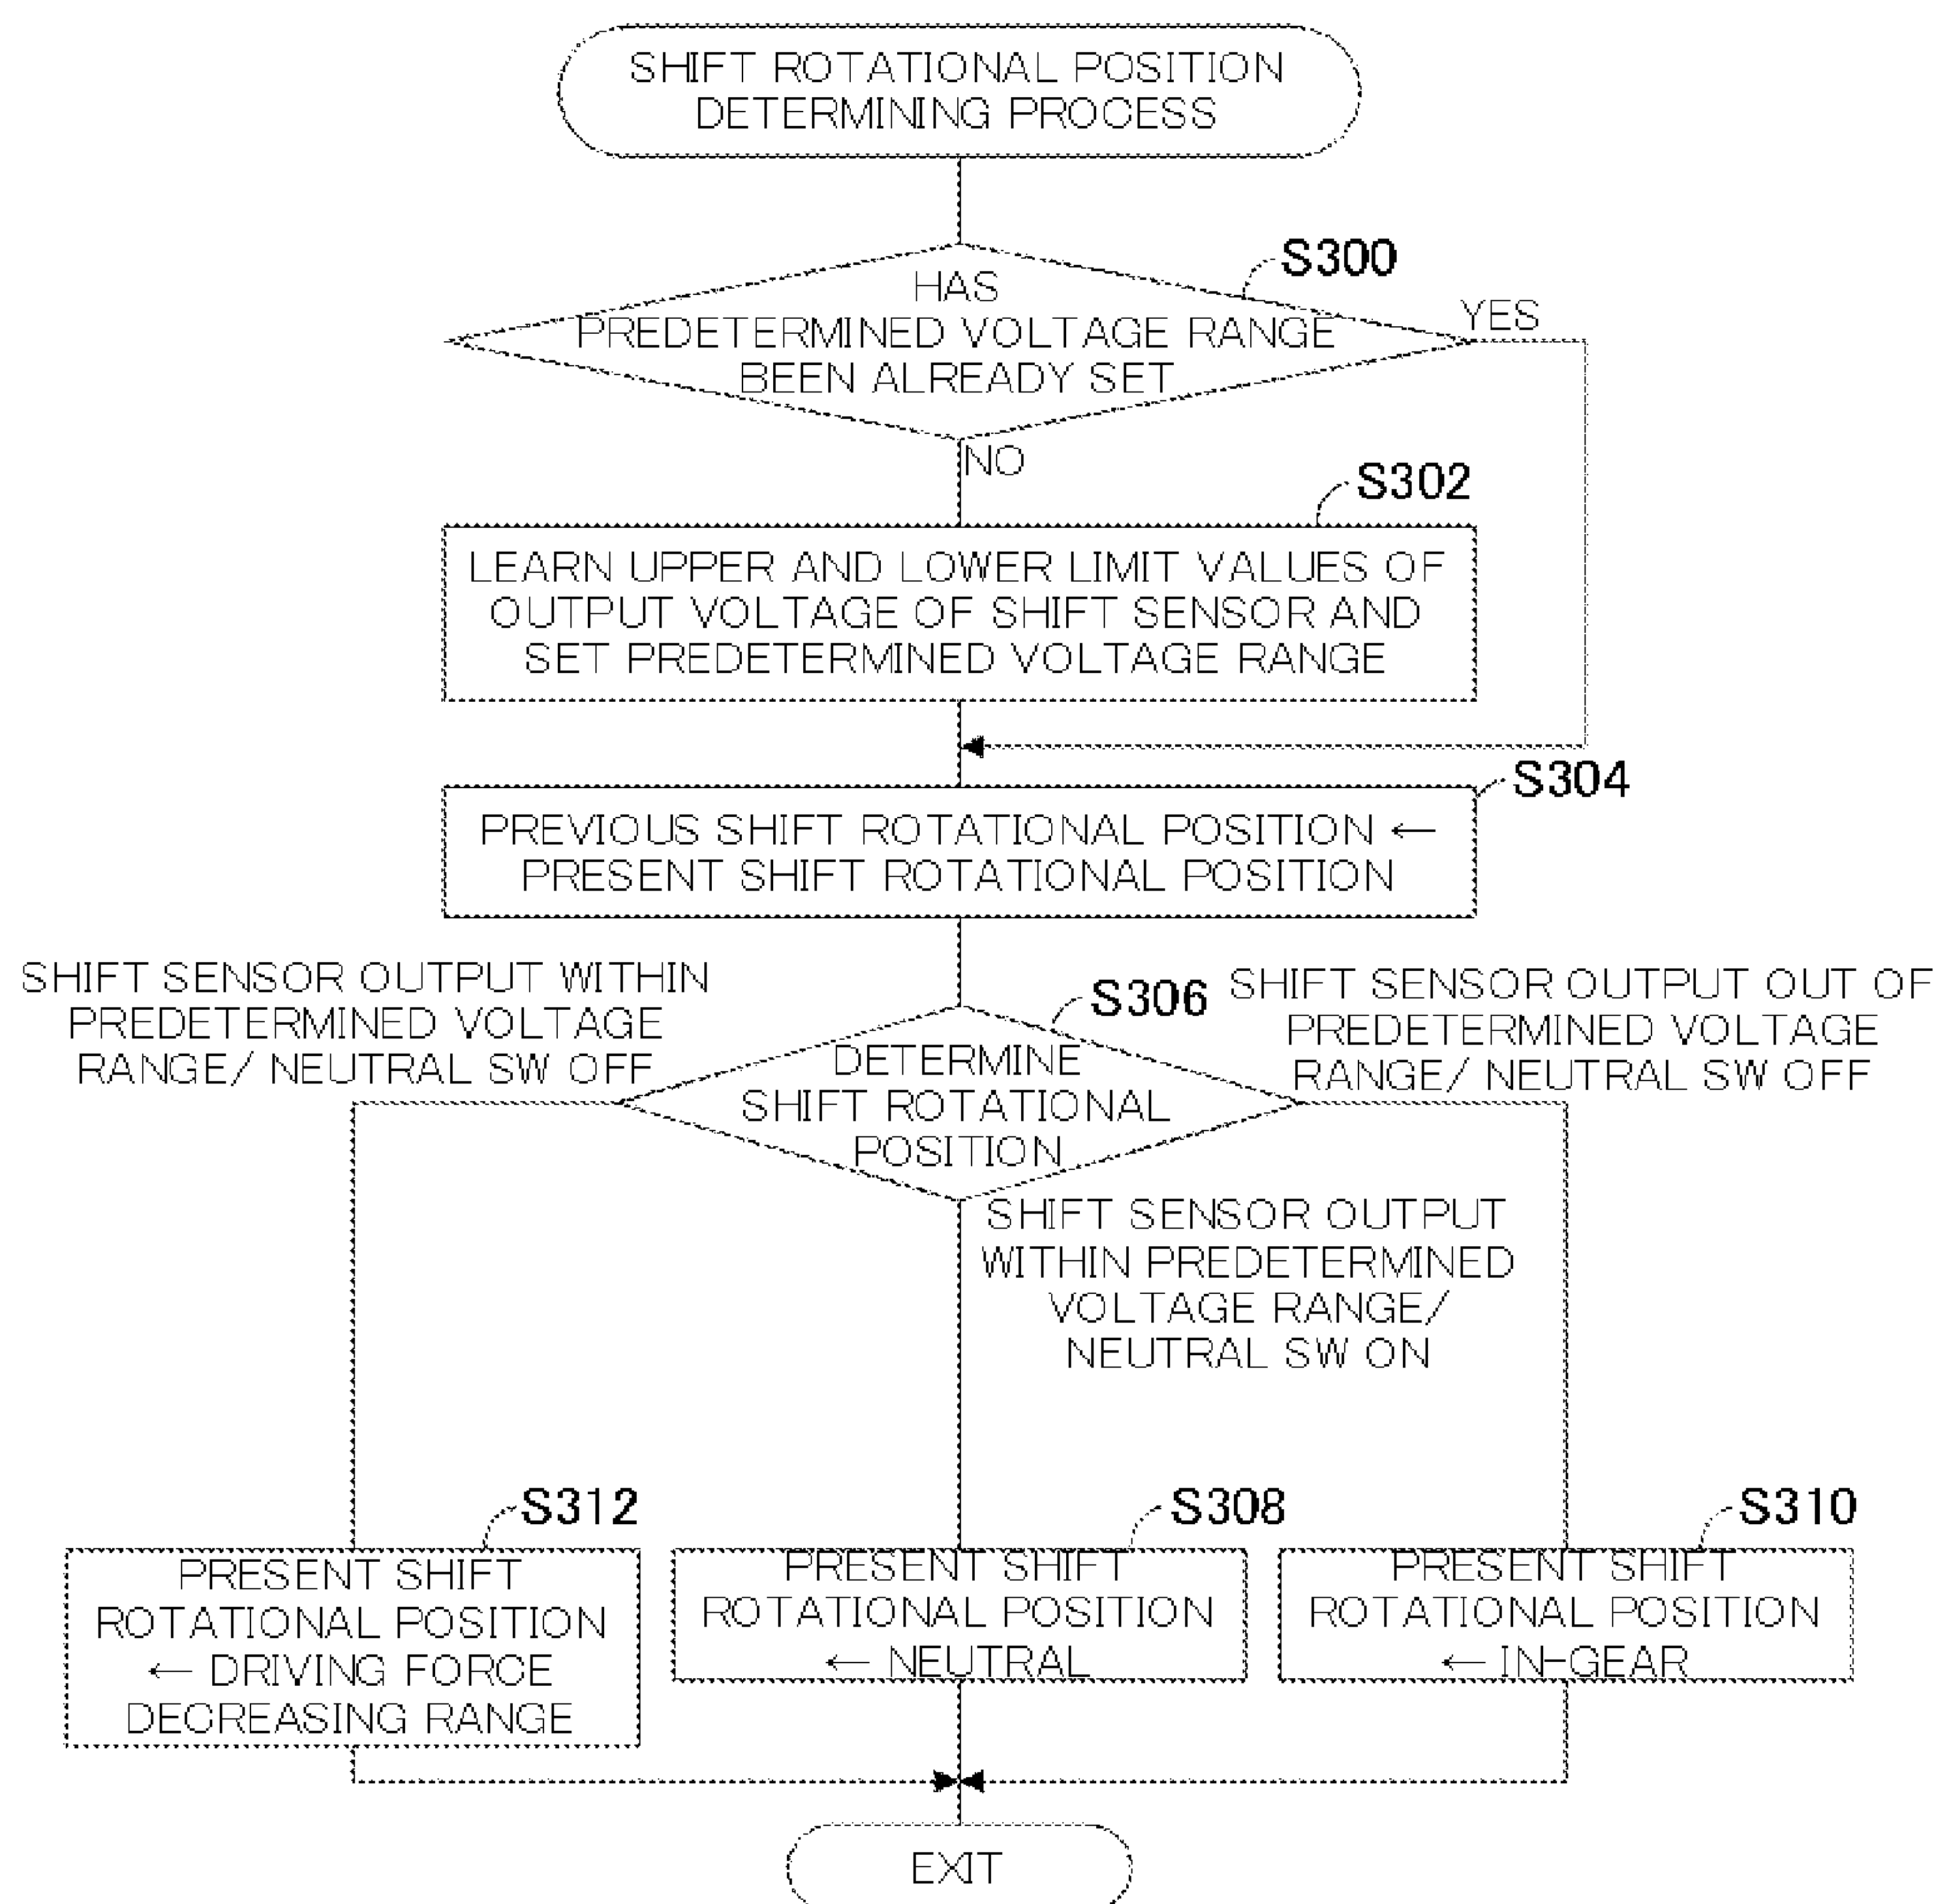 SHIFT ROTATIONAL POSITION
DETERMINING PROCESS
S300
HAS
PREDETERMINED VOLTAGE RANGE
BEEN ALREADY SET
YES
NO
S302
LEARN UPPER AND LOWER LIMIT VALUES OF
OUTPUT VOLTAGE OF SHIFT SENSOR AND
SET PREDETERMINED VOLTAGE RANGE
S304
PREVIOUS SHIFT ROTATIONAL POSITION ←
PRESENT SHIFT ROTATIONAL POSITION
SHIFT SENSOR OUTPUT WITHIN
PREDETERMINED VOLTAGE
RANGE/ NEUTRAL SW OFF
S306
DETERMINE
SHIFT ROTATIONAL
POSITION
SHIFT SENSOR OUTPUT OUT OF
PREDETERMINED VOLTAGE
RANGE/ NEUTRAL SW OFF
SHIFT SENSOR OUTPUT
WITHIN PREDETERMINED
VOLTAGE RANGE/
NEUTRAL SW ON
S312
PRESENT SHIFT
ROTATIONAL POSITION
← DRIVING FORCE
DECREASING RANGE
S308
PRESENT SHIFT
ROTATIONAL POSITION
← NEUTRAL
S310
PRESENT SHIFT
ROTATIONAL POSITION
← IN-GEAR
EXIT